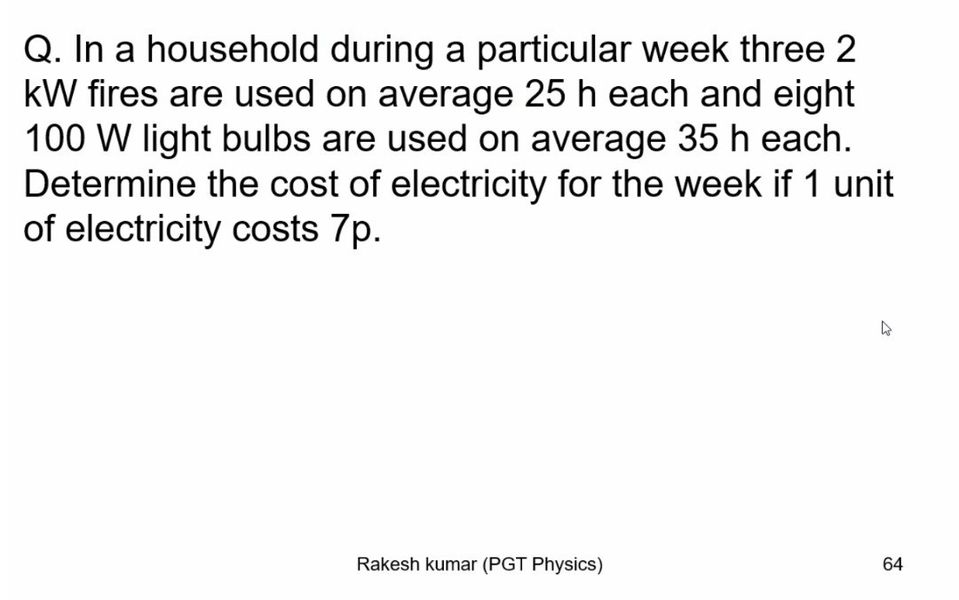 Q. In a household during a particular week three 2
kW fires are used on average 25 h each and eight
100 W light bulbs are used on average 35 h each.
Determine the cost of electricity for the week if 1 unit
of electricity costs 7p.
Rakesh kumar (PGT Physics)
64